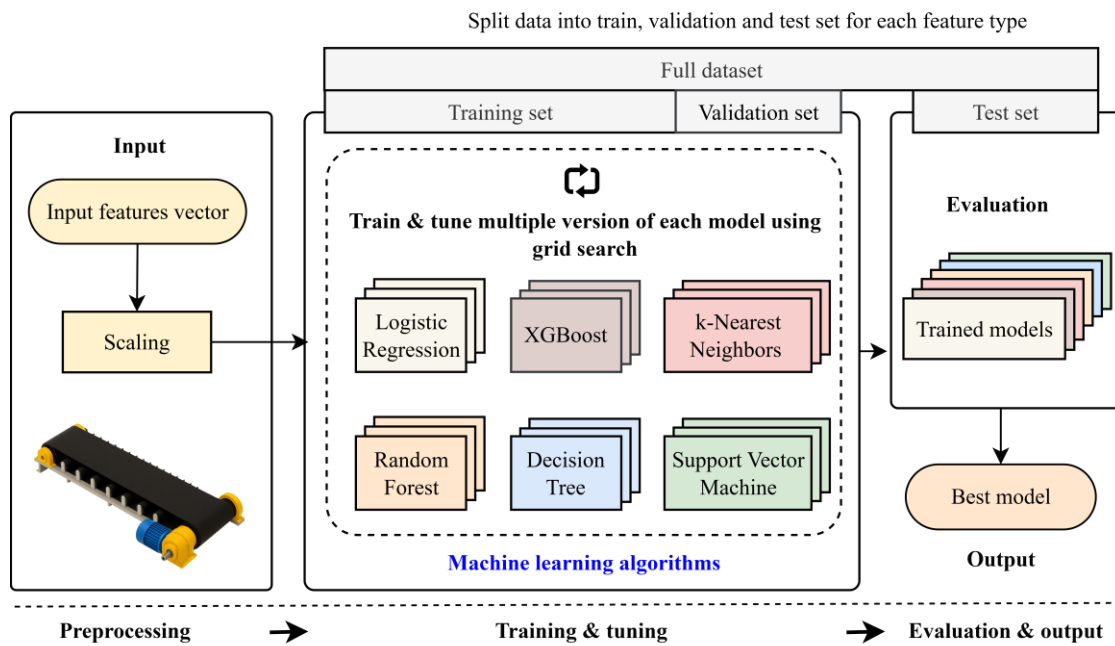 Split data into train, validation and test set for each feature type
Full dataset
Training set
Validation set
Test set
Input
Input features vector
Scaling
Train & tune multiple version of each model using
grid search
Logistic
Regression
XGBoost
k-Nearest
Neighbors
Random
Forest
Decision
Tree
Support Vector
Machine
Machine learning algorithms
Evaluation
Trained models
Best model
Output
Preprocessing
Training & tuning
Evaluation & output